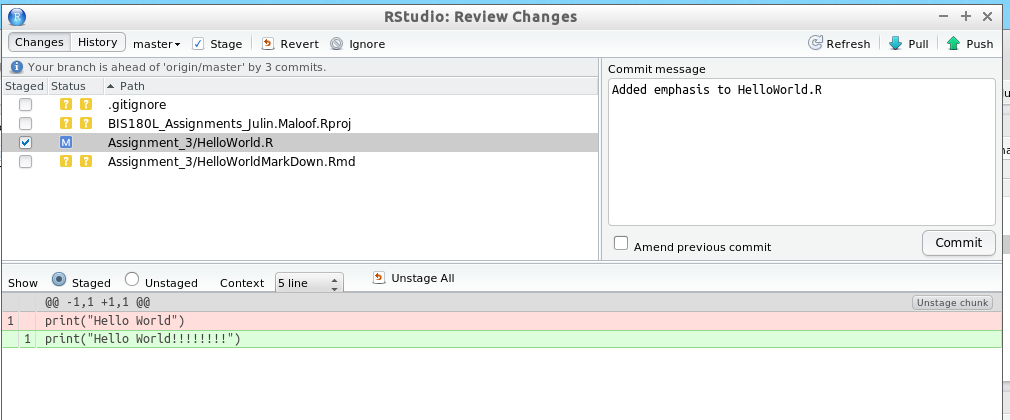 RStudio: Review Changes
Changes History master Stage Revert Ignore Refresh Pull Push
Your branch is ahead of 'origin/master' by 3 commits.
Staged Status Path
? ? .gitignore
? ? BIS180L_Assignments_Julin.Maloof.Rproj
M Assignment_3/HelloWorld.R
? ? Assignment_3/HelloWorldMarkDown.Rmd
Commit message
Added emphasis to HelloWorld.R
Amend previous commit Commit
Show Staged Unstaged Context 5 line Unstage All
@@ -1,1 +1,1 @@ Unstage chunk
1 print("Hello World")
1 print("Hello World!!!!!!!!")